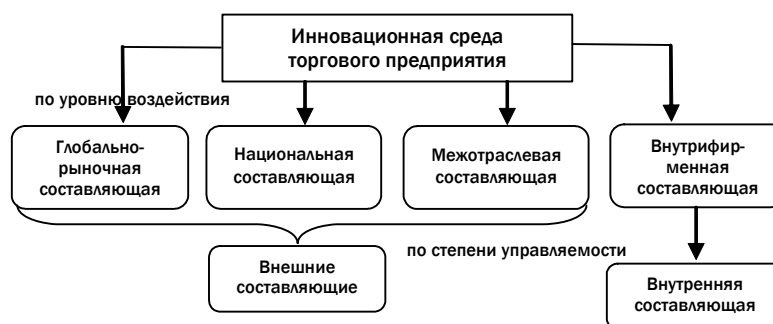 Инновационная среда
торгового предприятия
по уровню воздействия
Глобально-
рыночная
составляющая
Национальная
составляющая
Межотраслевая
составляющая
Внутрифир-
менная
составляющая
по степени управляемости
Внешние
составляющие
Внутренняя
составляющая